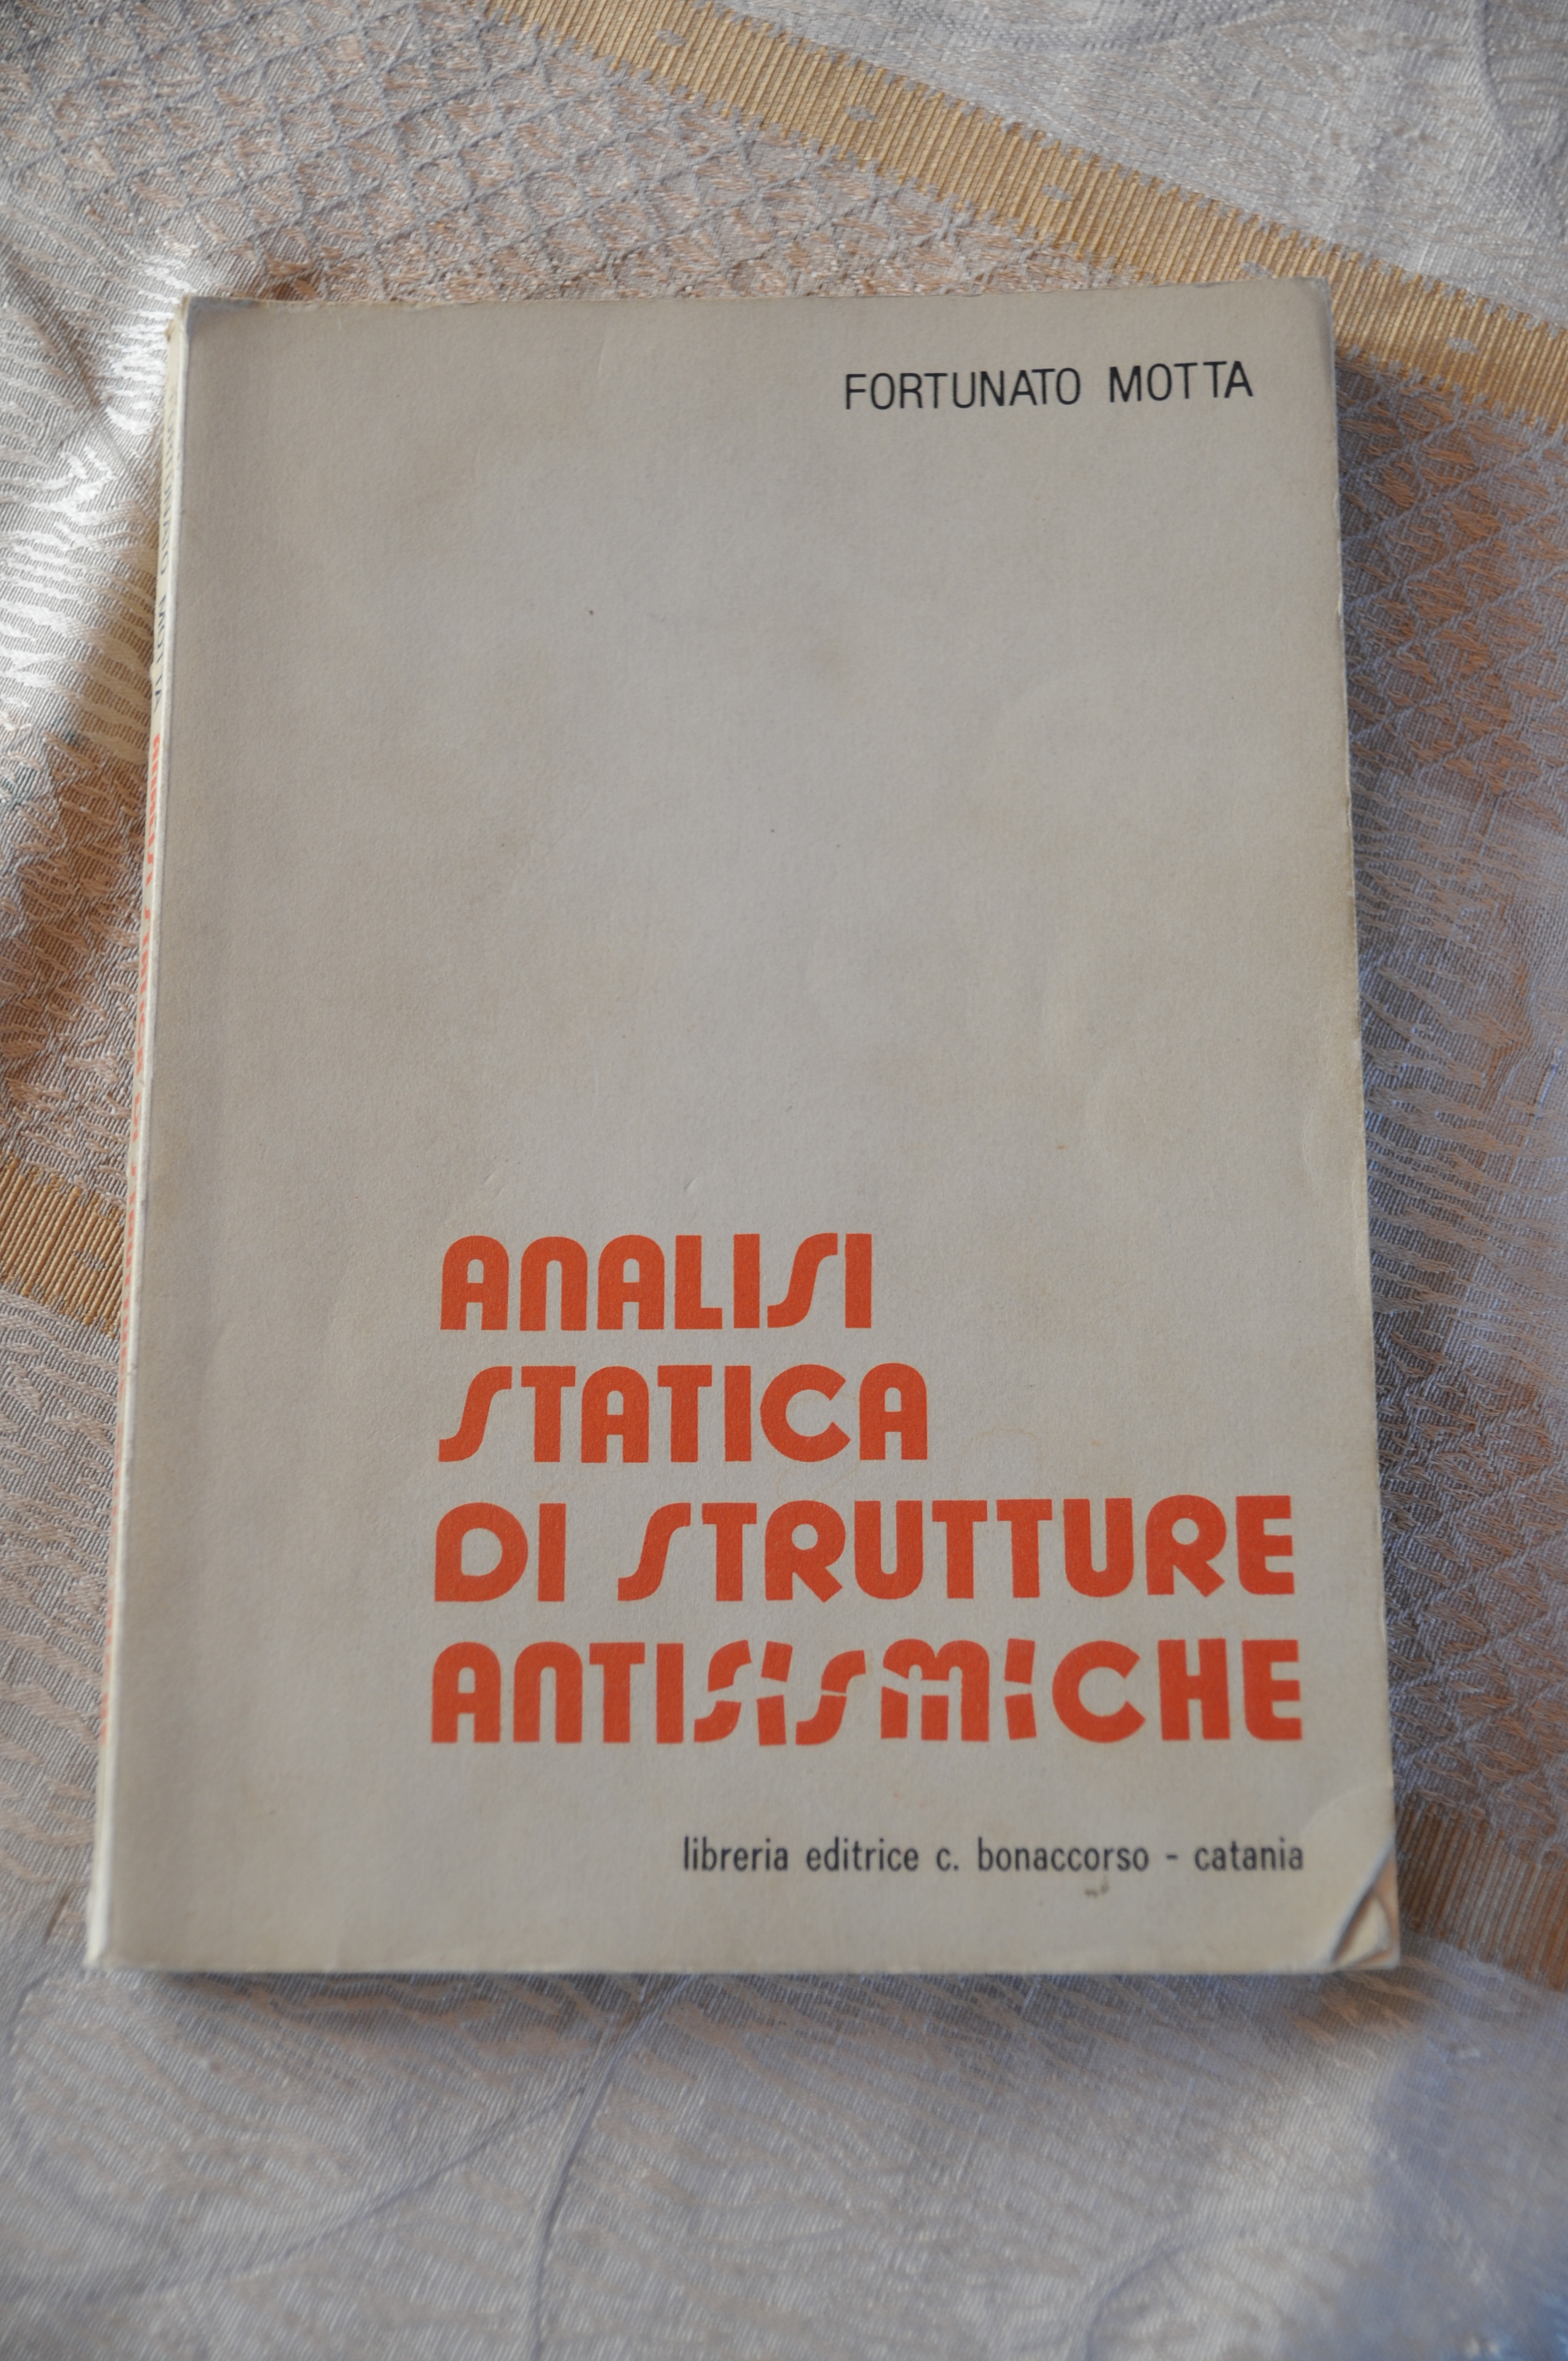 FORTUNATO MOTTA
ANALISI
STATICA
DI STRUTTURE
ANTISISMICHE
libreria editrice c. bonaccorso - catania